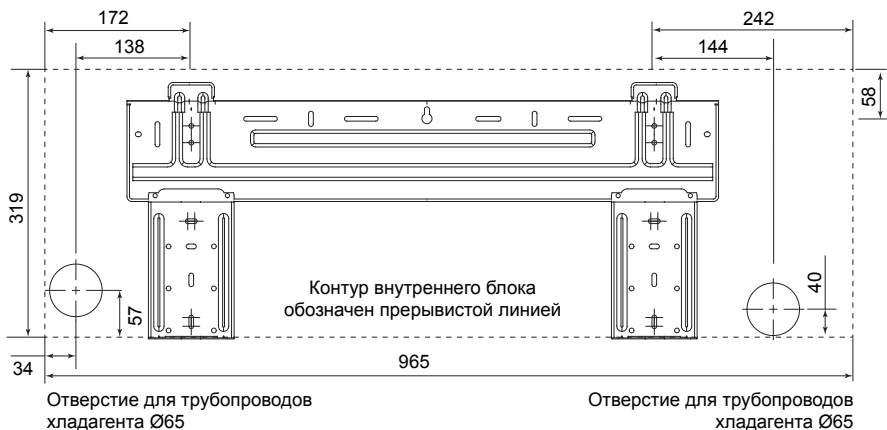 172
242
138
144
58
319
Контур внутреннего блока
обозначен прерывистой линией
57
40
34
965
Отверстие для трубопроводов
хладагента Ø65
Отверстие для трубопроводов
хладагента Ø65